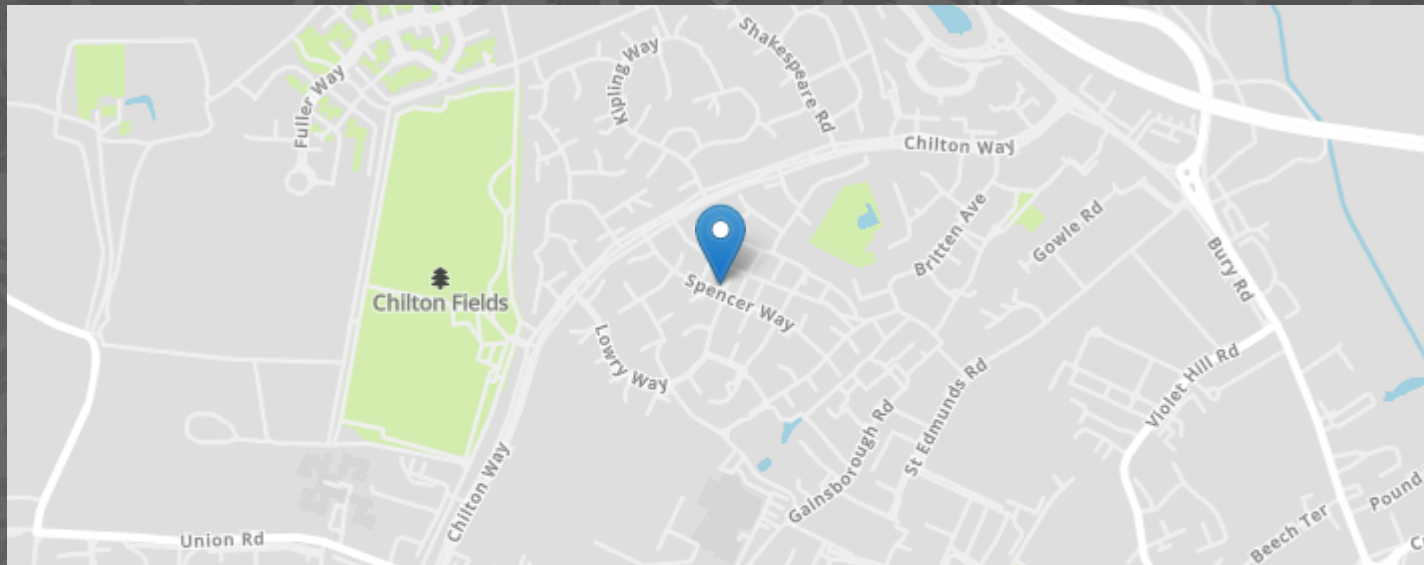 Shakespeare Rd
Kipling Way
Fuller Way
Chilton Way
Britten Ave
Gowle Rd
Bury Rd
Chilton Fields
Spencer Way
Lowry Way
Violet Hill Rd
St Edmunds Rd
Gainsborough Rd
Chilton Way
Pound
Beech Ter
Union Rd